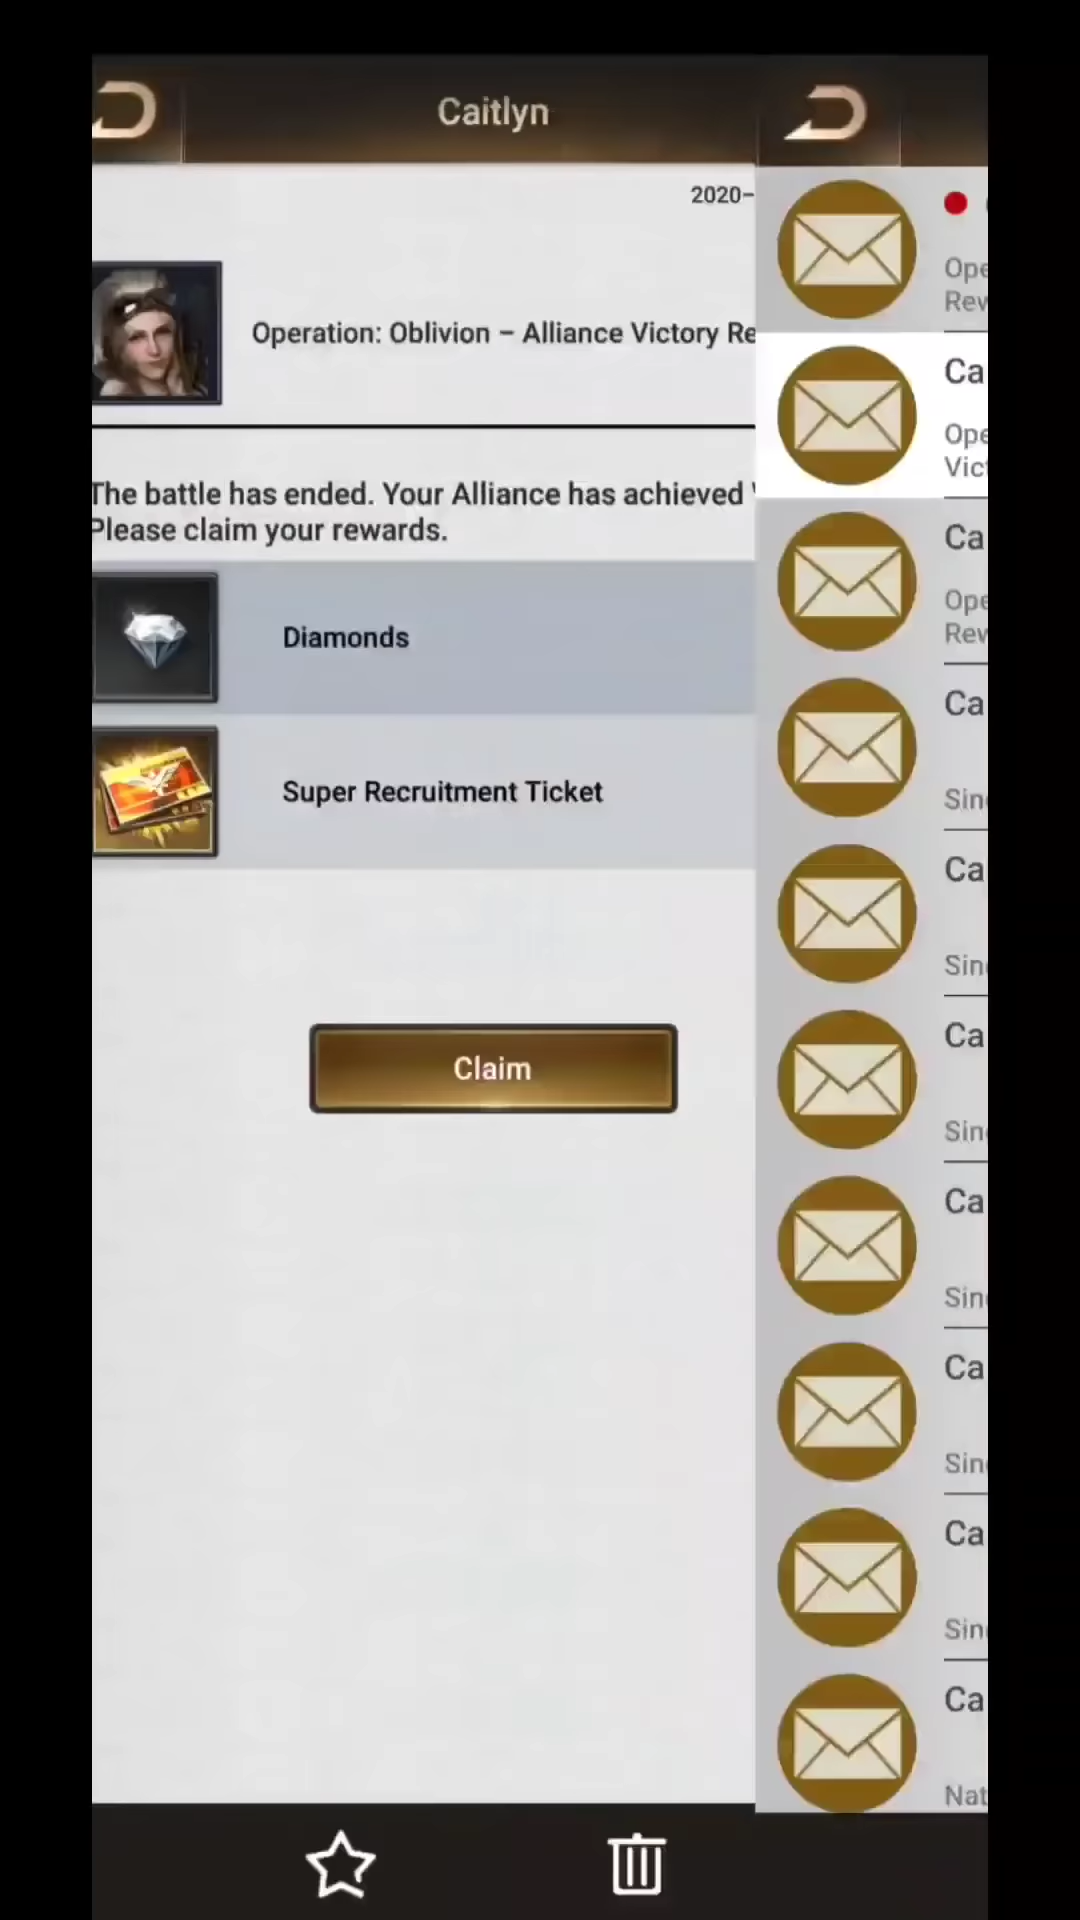 Caitlyn
2020-
Operation: Oblivion – Alliance Victory Re
The battle has ended. Your Alliance has achieved
Please claim your rewards.
Diamonds
Super Recruitment Ticket
Claim
Ope
Rew
Ca
Ope
Vic
Ca
Ope
Rew
Ca
Sin
Ca
Sin
Ca
Sin
Ca
Sin
Ca
Sin
Ca
Sin
Ca
Nat